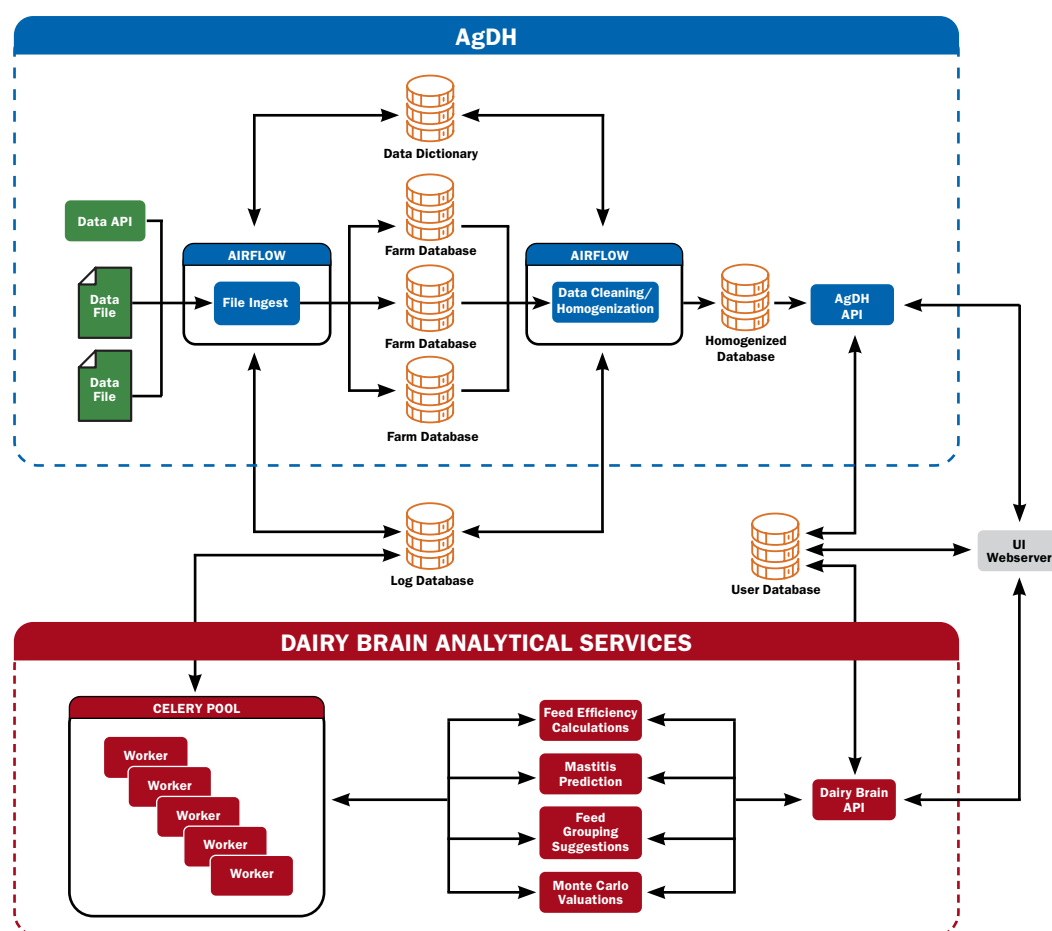 AgDH
Data Dictionary
Data API
Farm Database
AIRFLOW
AIRFLOW
Data
File
File Ingest
Farm Database
Data Cleaning/
Homogenization
Homogenized
Database
AgDH
API
Data
File
Farm Database
Log Database
User Database
UI
Webserver
DAIRY BRAIN ANALYTICAL SERVICES
CELERY POOL
Worker
Worker
Worker
Worker
Worker
Feed Efficiency
Calculations
Mastitis
Prediction
Feed
Grouping
Suggestions
Monte Carlo
Valuations
Dairy Brain
API